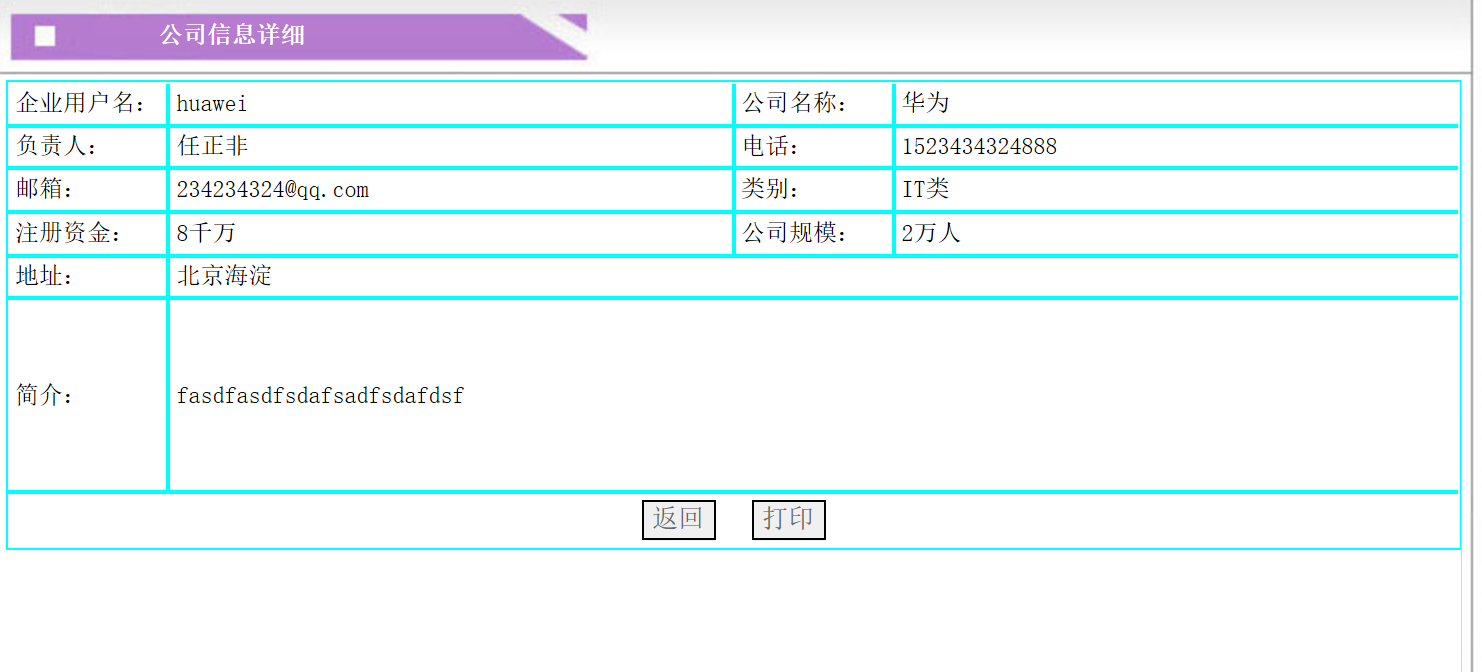 公司信息详细
企业用户名: huawei 公司名称: 华为
负责人: 任正非 电话: 1523434324888
邮箱: 234234324@qq.com 类别: IT类
注册资金: 8千万 公司规模: 2万人
地址: 北京海淀
简介: fasdfasdfsdafsadfsdafdsf
返回 打印